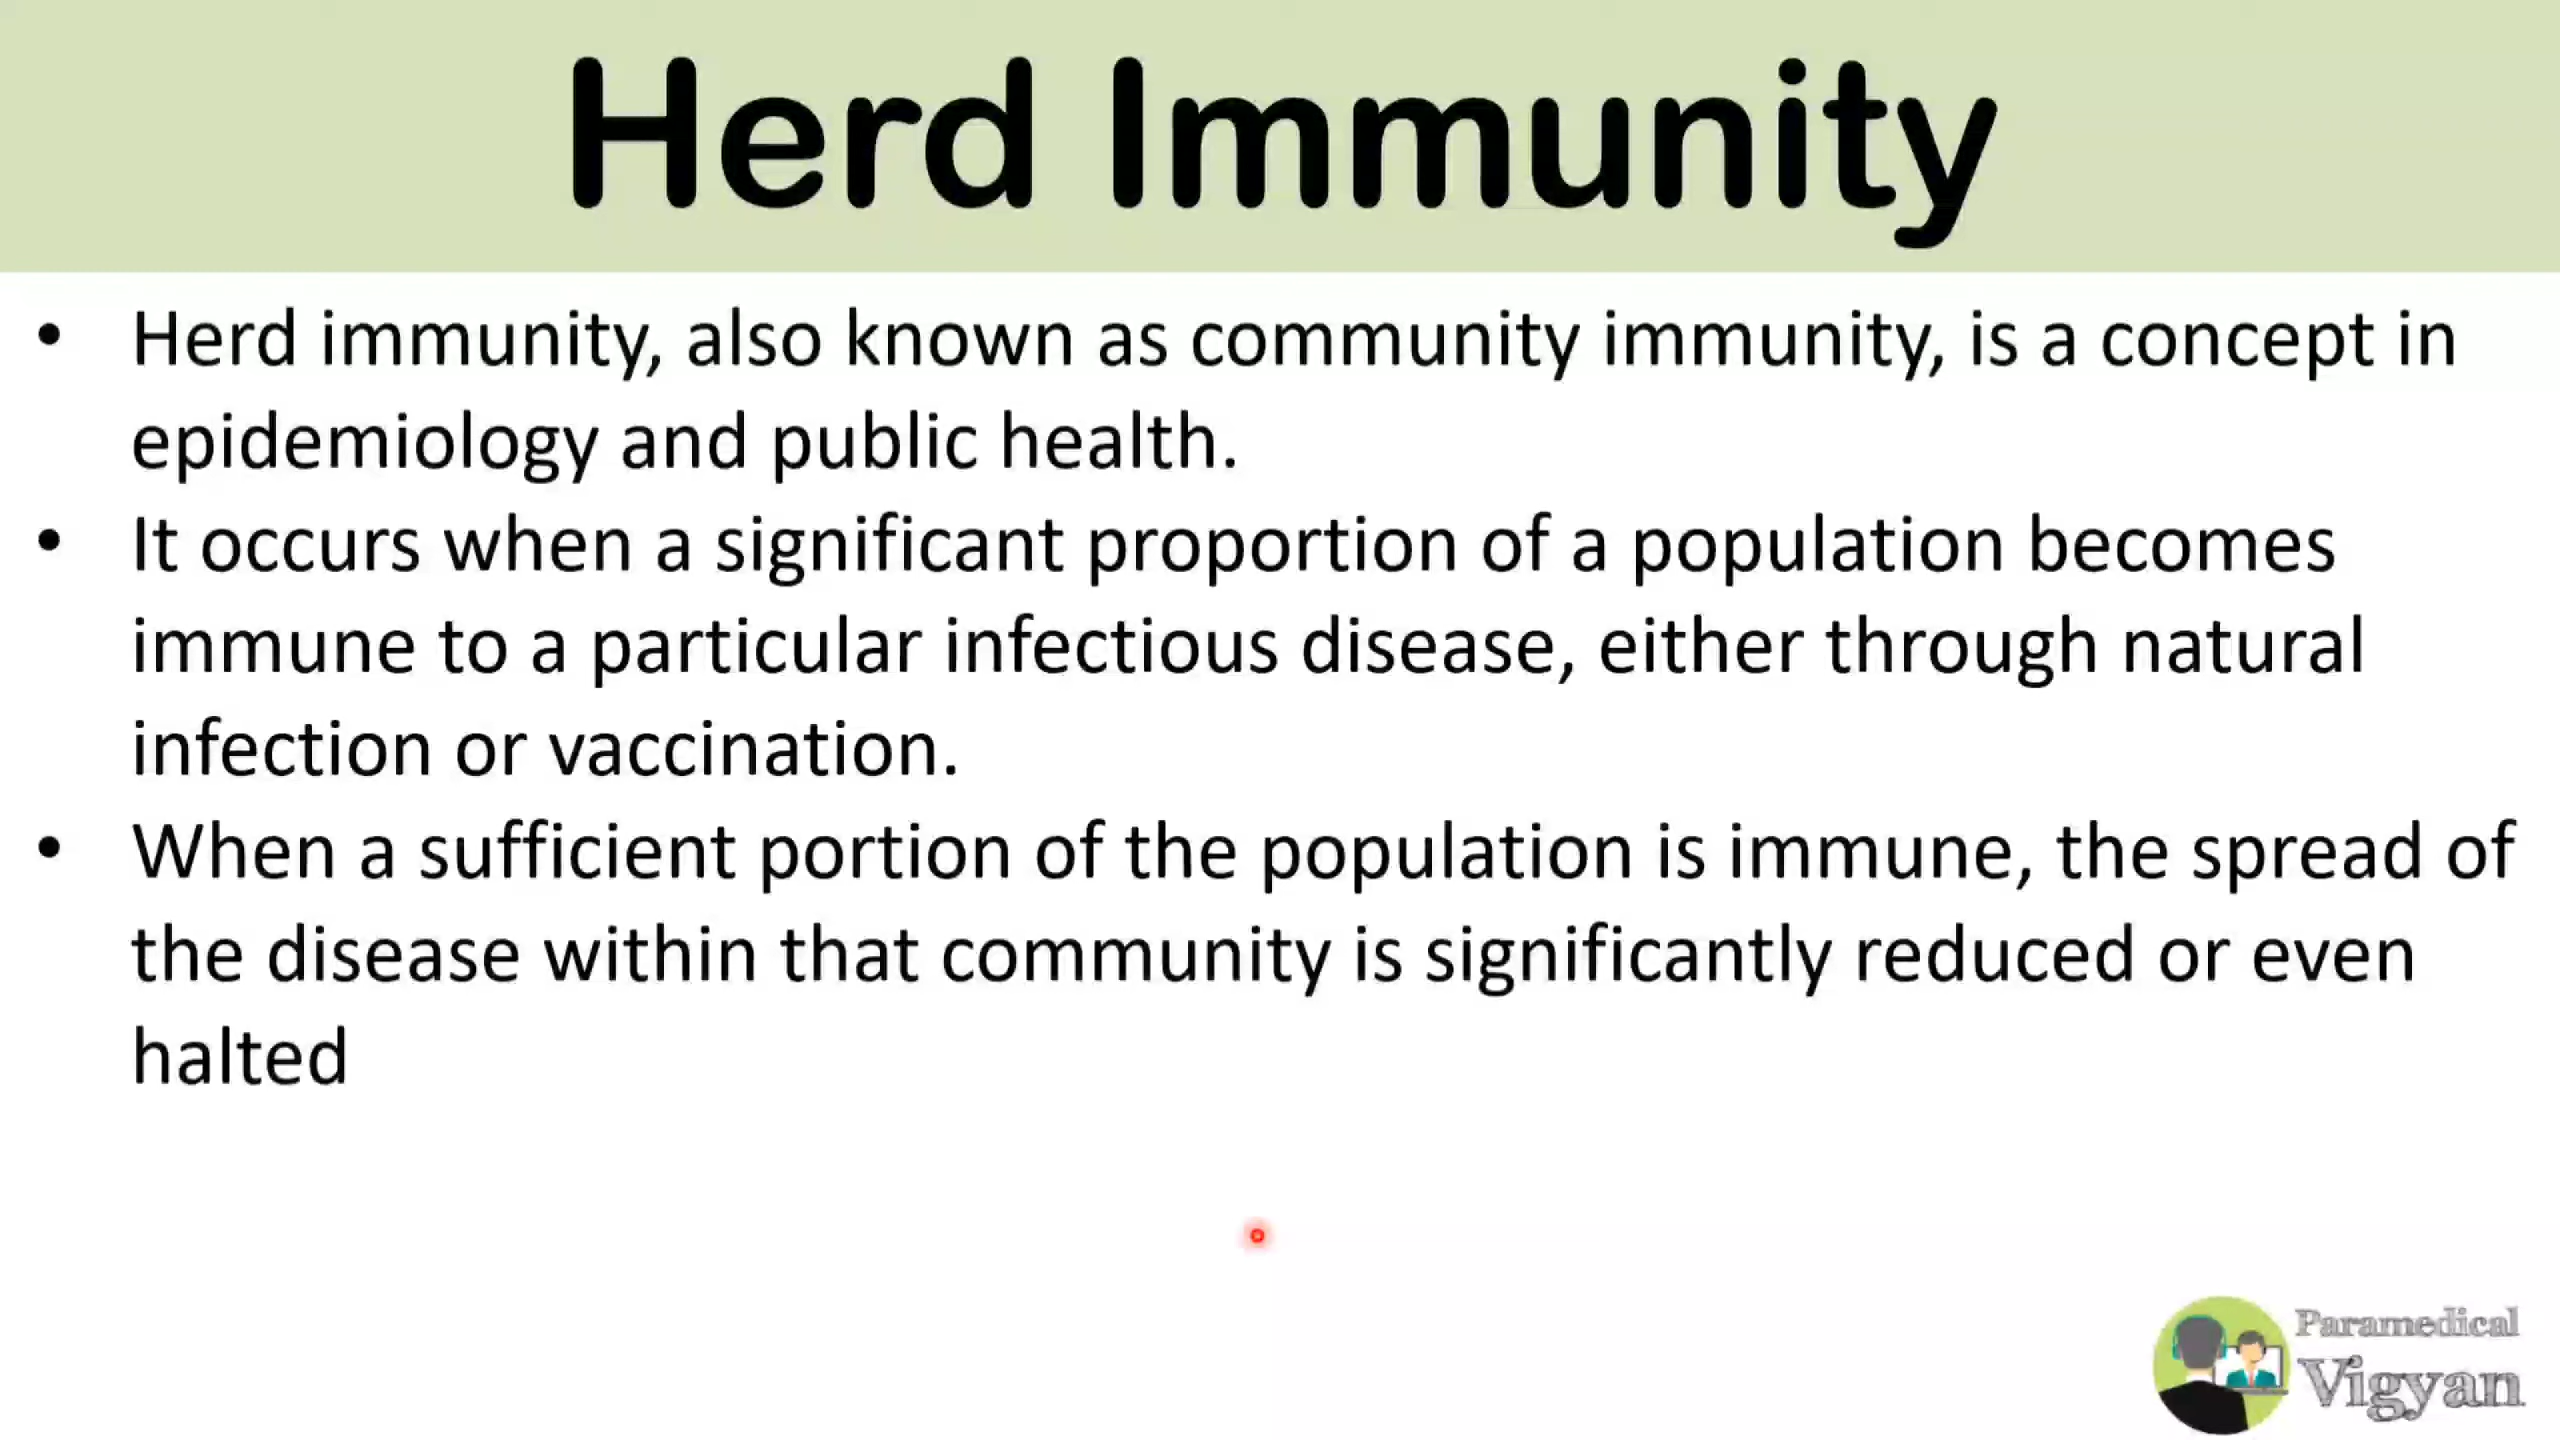 Herd Immunity
• Herd immunity, also known as community immunity, is a concept in
epidemiology and public health.
• It occurs when a significant proportion of a population becomes
immune to a particular infectious disease, either through natural
infection or vaccination.
• When a sufficient portion of the population is immune, the spread of
the disease within that community is significantly reduced or even
halted
Paramedical
Vigyan